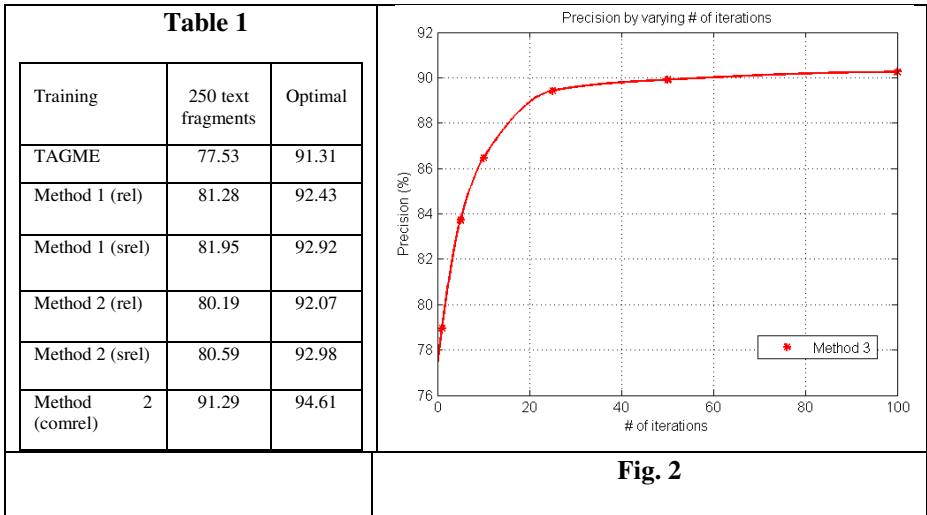 Table 1
Training 250 text fragments Optimal
TAGME 77.53 91.31
Method 1 (rel) 81.28 92.43
Method 1 (srel) 81.95 92.92
Method 2 (rel) 80.19 92.07
Method 2 (srel) 80.59 92.98
Method 2 (comrel) 91.29 94.61
Precision by varying # of iterations
Precision (%)
92
90
88
86
84
82
80
78
76
0 20 40 60 80 100
# of iterations
Method 3
Fig. 2